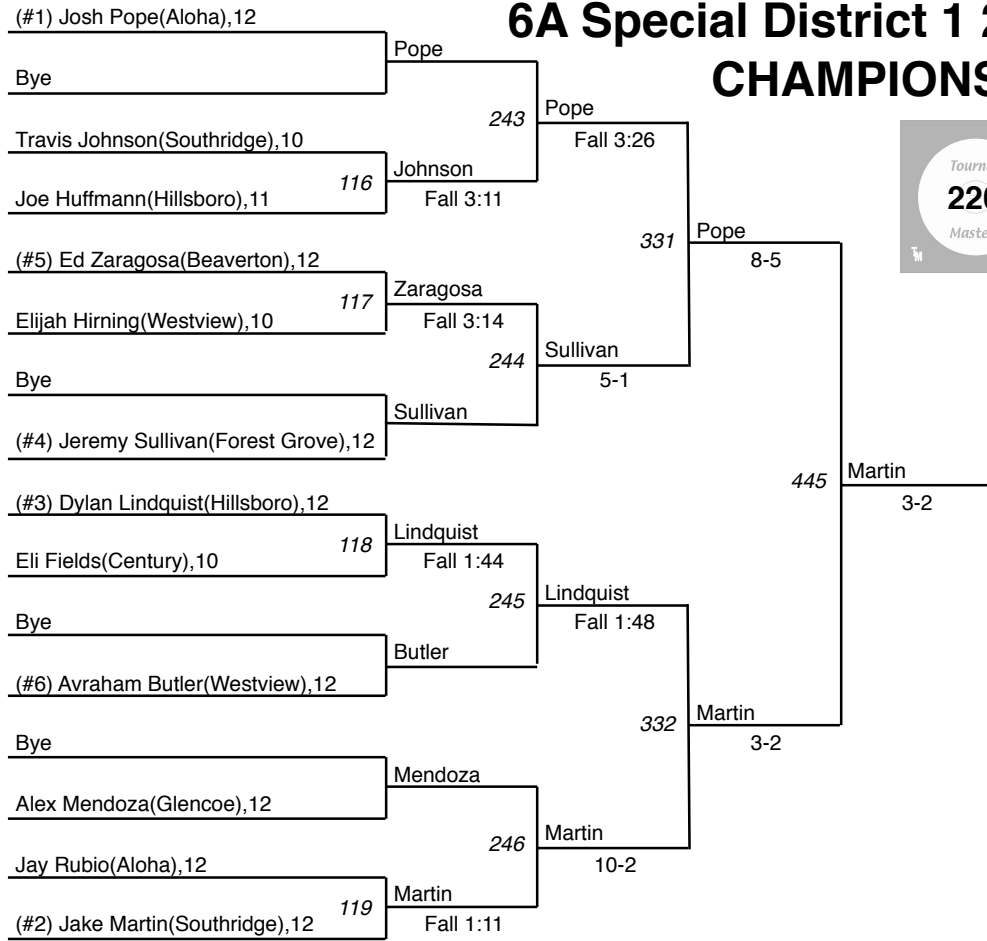 6A Special District 1
CHAMPIONS
(#1) Josh Pope(Aloha),12
Pope
Bye
243
Pope
Fall 3:26
Travis Johnson(Southridge),10
116
Johnson
Fall 3:11
Joe Huffmann(Hillsboro),11
331
Pope
8-5
(#5) Ed Zaragosa(Beaverton),12
117
Zaragosa
Fall 3:14
Elijah Hirning(Westview),10
244
Sullivan
5-1
Bye
Sullivan
(#4) Jeremy Sullivan(Forest Grove),12
445
Martin
3-2
(#3) Dylan Lindquist(Hillsboro),12
118
Lindquist
Fall 1:44
Eli Fields(Century),10
245
Lindquist
Fall 1:48
Bye
Butler
(#6) Avraham Butler(Westview),12
332
Martin
3-2
Bye
Mendoza
Alex Mendoza(Glencoe),12
246
Martin
10-2
Jay Rubio(Aloha),12
119
Martin
Fall 1:11
(#2) Jake Martin(Southridge),12
TM